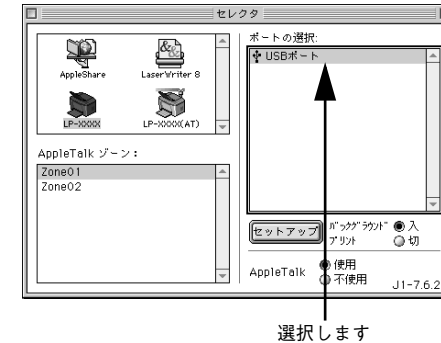 セレクタ
AppleShare
LaserWriter 8
LP-XXXX
LP-XXXX(AT)
AppleTalk ゾーン：
Zone01
Zone02
ポートの選択:
USBポート
セットアップ
バックグラウンド
プリント
入
切
AppleTalk
使用
不使用
J1-7.6.2
選択します